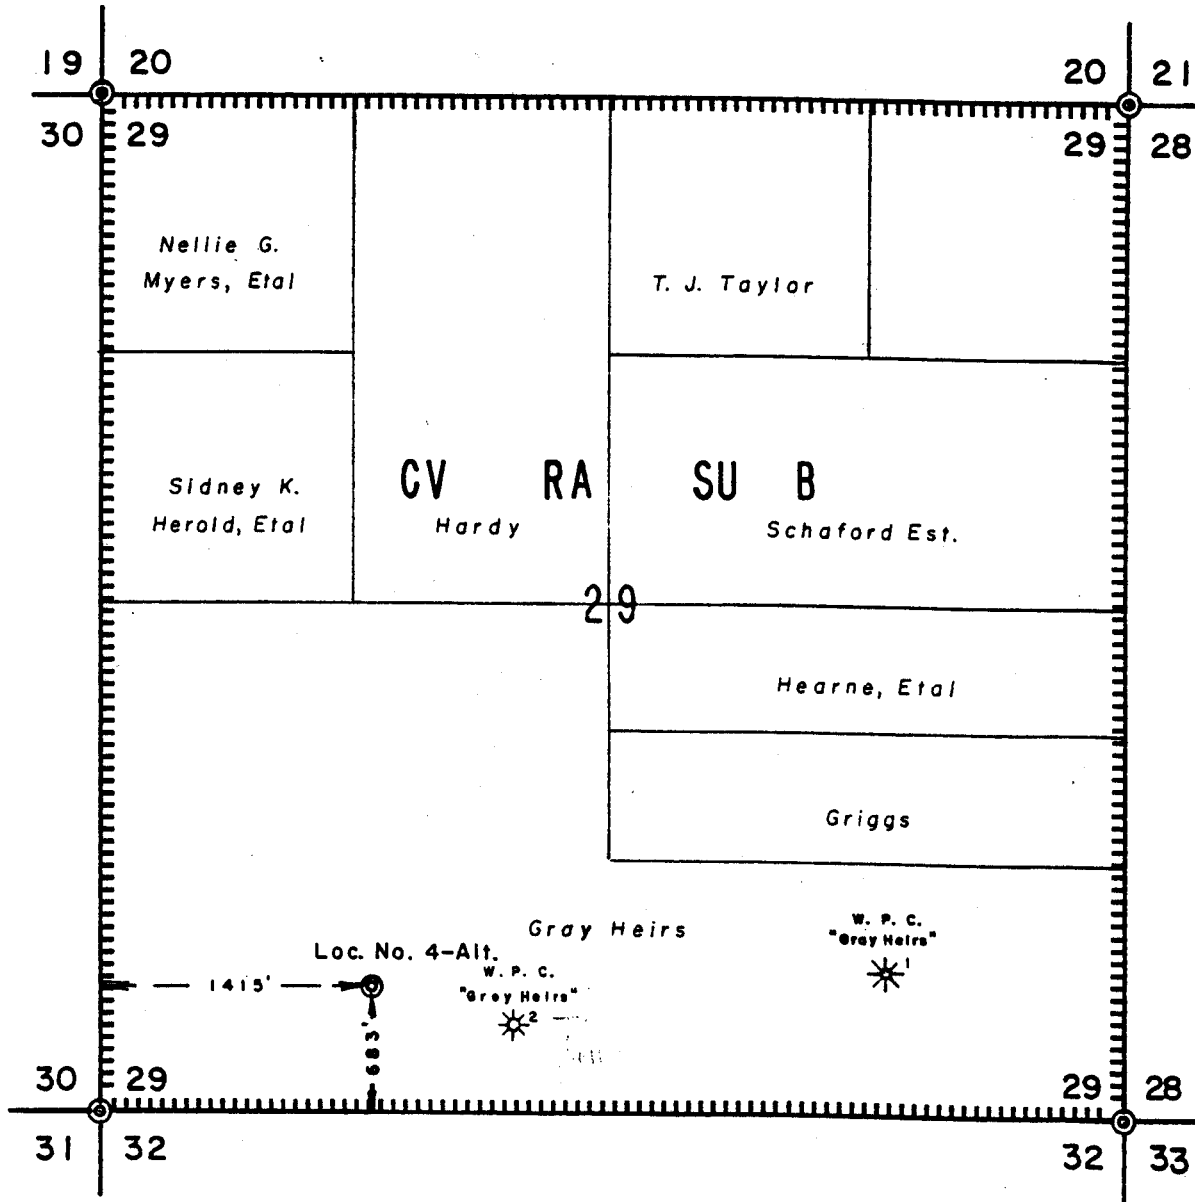 19 20
20 21
30 29
29 28
Nellie G.
Myers, Etal
T. J. Taylor
CV RA SU B
Sidney K.
Herold, Etal
Hardy
Schaford Est.
29
Hearne, Etal
Griggs
Gray Heirs
W. P. C.
"Gray Heirs"
1
Loc. No. 4-Alt.
W. P. C.
"Gray Heirs"
2
1415'
683'
30 29
29 28
31 32
32 33